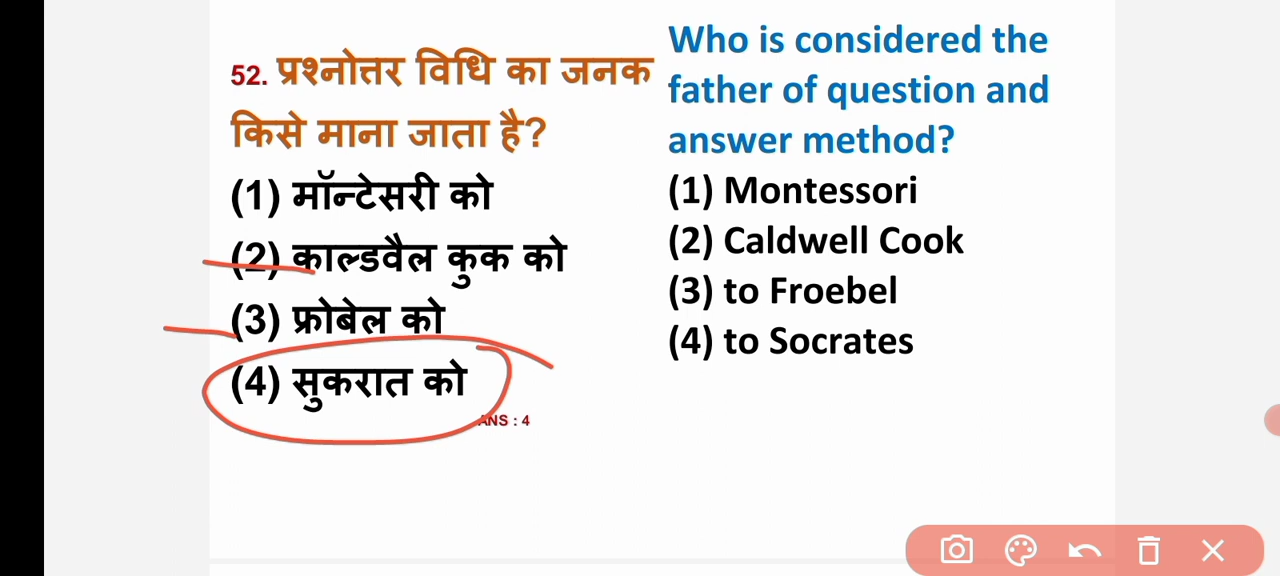 52. प्रश्नोत्तर विधि का जनक
किसे माना जाता है?
(1) मॉन्टेसरी को
(2) काल्डवैल कुक को
(3) फ्रोबेल को
(4) सुकरात को
ANS : 4
Who is considered the
father of question and
answer method?
(1) Montessori
(2) Caldwell Cook
(3) to Froebel
(4) to Socrates